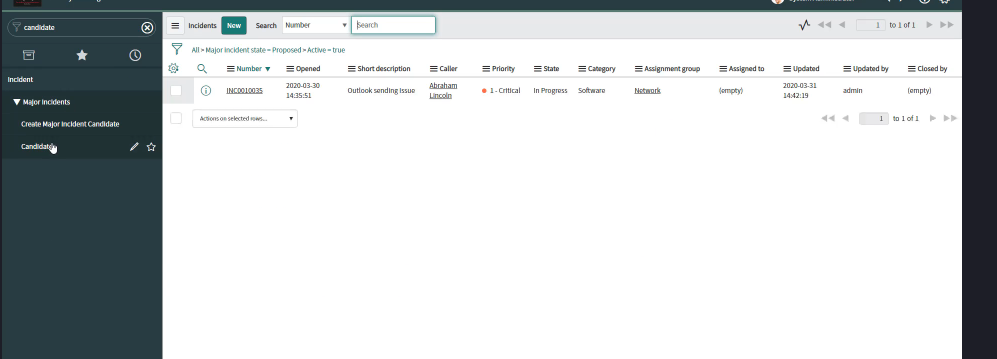 candidate
Incident
Major Incidents
Create Major Incident Candidate
Candidates
Incidents New Search Number Search
1 to 1 of 1
All > Major incident state = Proposed > Active = true
Number Opened Short description Caller Priority State Category Assignment group Assigned to Updated Updated by Closed by
INC0010035 2020-03-30 14:35:51 Outlook sending issue Abraham Lincoln 1 - Critical In Progress Software Network (empty) 2020-03-31 14:42:19 admin (empty)
Actions on selected rows...
1 to 1 of 1